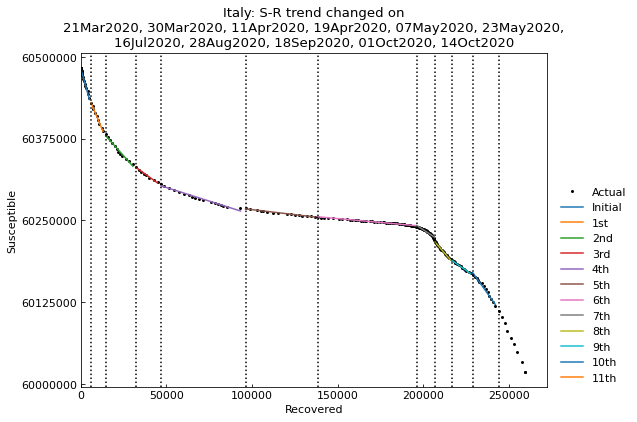 Italy: S-R trend changed on
21Mar2020, 30Mar2020, 11Apr2020, 19Apr2020, 07May2020, 23May2020,
16Jul2020, 28Aug2020, 18Sep2020, 01Oct2020, 14Oct2020
60500000
60375000
60250000
60125000
60000000
Susceptible
0 50000 100000 150000 200000 250000
Recovered
Actual
Initial
1st
2nd
3rd
4th
5th
6th
7th
8th
9th
10th
11th